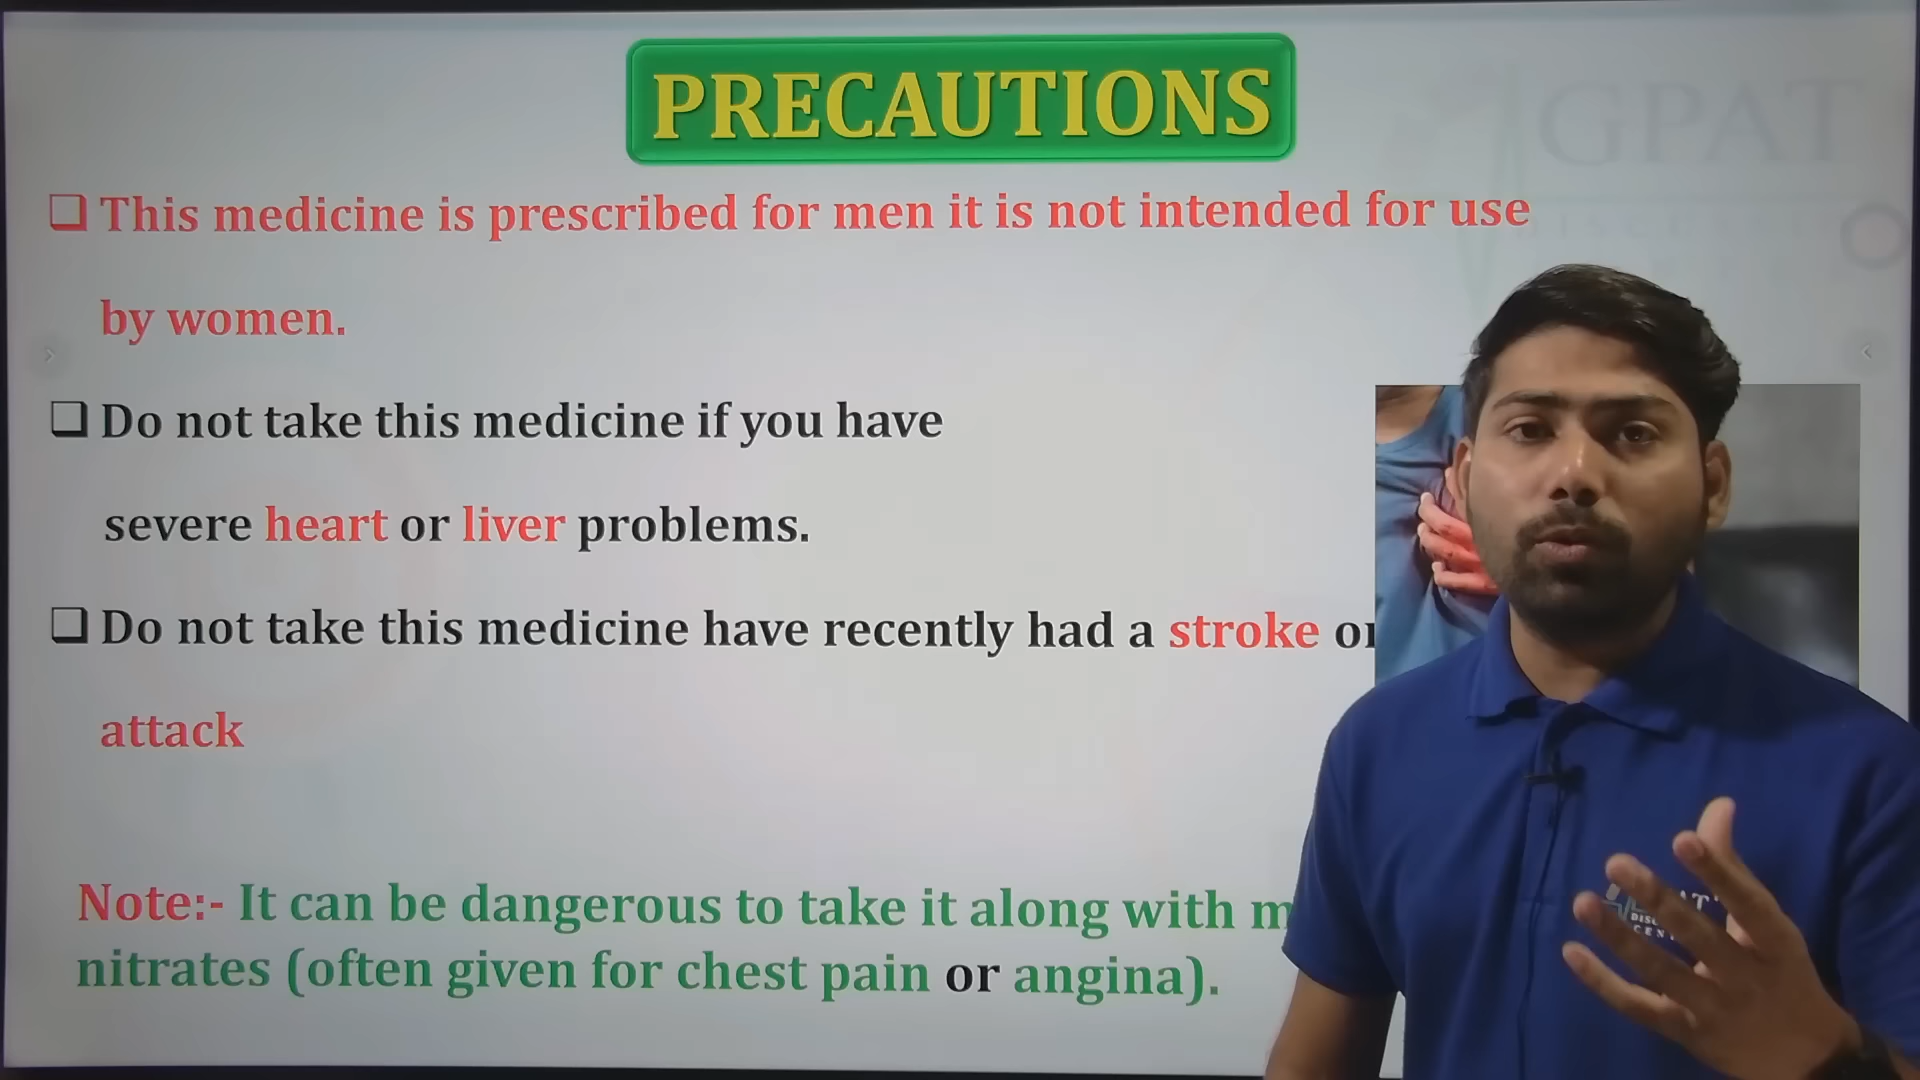 PRECAUTIONS
GPAT
This medicine is prescribed for men it is not intended for use
by women.
Do not take this medicine if you have
severe heart or liver problems.
Do not take this medicine have recently had a stroke or
attack
Note:- It can be dangerous to take it along with
nitrates (often given for chest pain or angina).